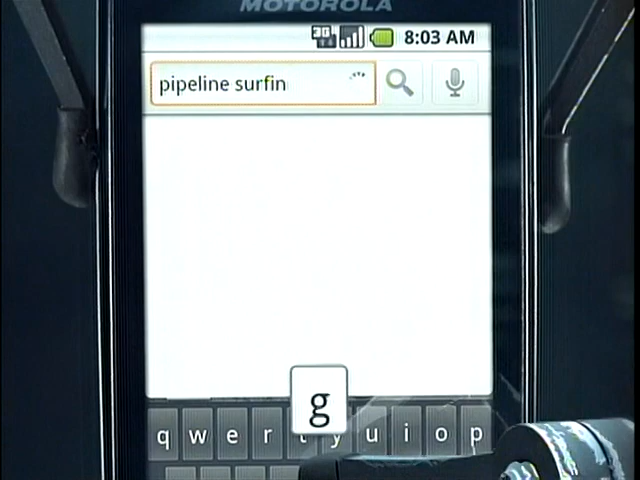 MOTOROLA
3G 8:03 AM
pipeline surfin
g
q w e r t y u i o p